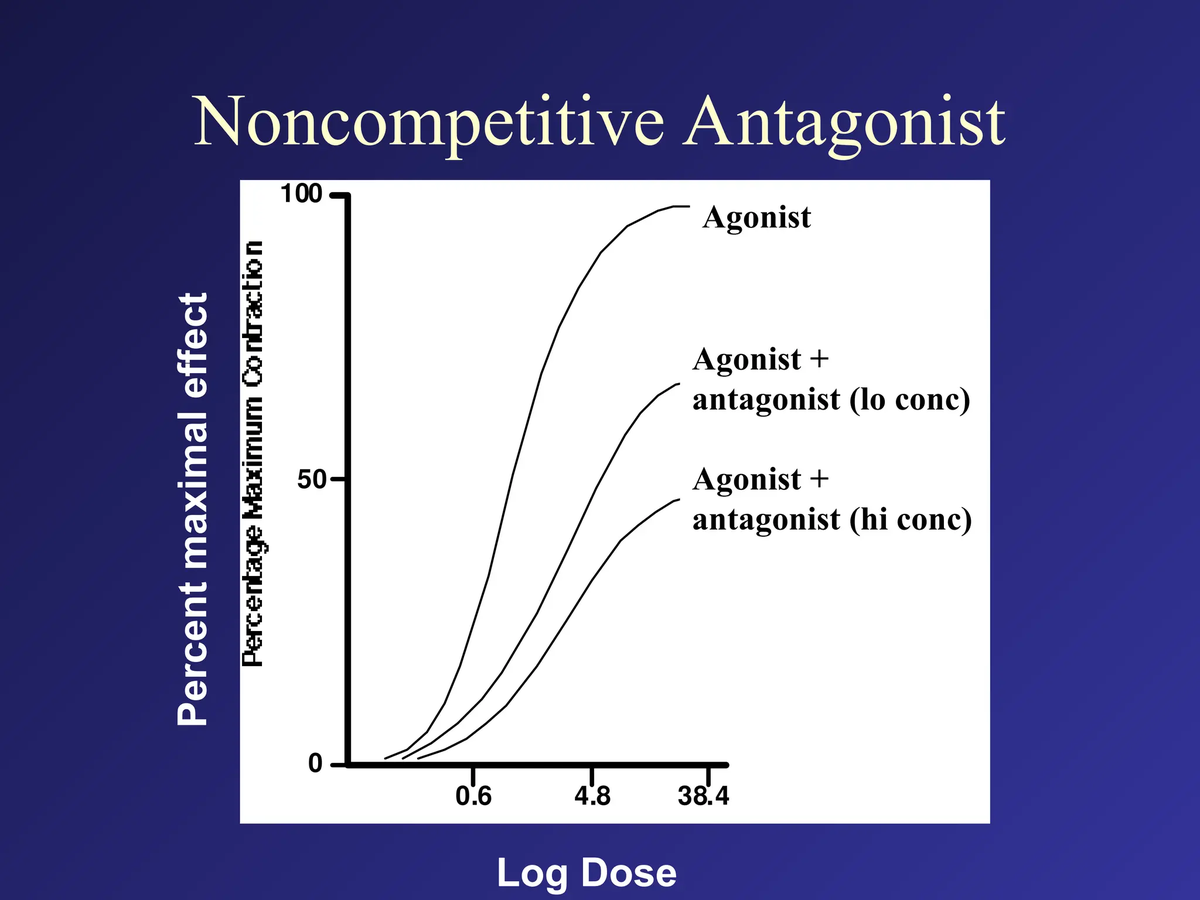 Noncompetitive Antagonist
Percent maximal effect
Percentage Maximum Contraction
100
50
0
Agonist
Agonist +
antagonist (lo conc)
Agonist +
antagonist (hi conc)
0.6
4.8
38.4
Log Dose